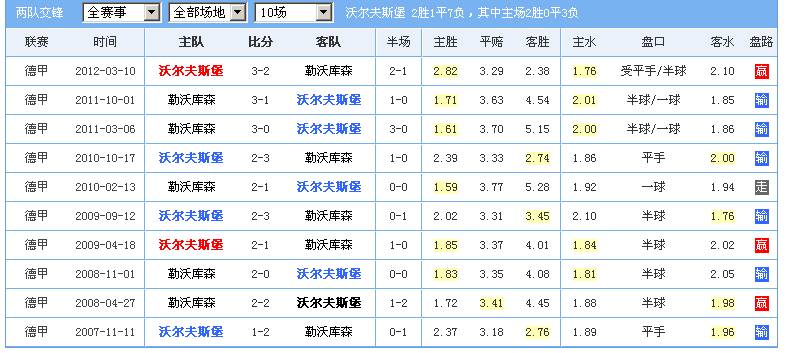 两队交锋 全赛事 全部场地 10场 沃尔夫斯堡 2胜1平7负，其中主场2胜0平3负
联赛 时间 主队 比分 客队 半场 主胜 平赔 客胜 主水 盘口 客水 盘路
德甲 2012-03-10 沃尔夫斯堡 3-2 勒沃库森 2-1 2.82 3.29 2.38 1.76 受平手/半球 2.10 赢
德甲 2011-10-01 勒沃库森 3-1 沃尔夫斯堡 1-0 1.71 3.63 4.54 2.01 半球/一球 1.85 输
德甲 2011-03-06 勒沃库森 3-0 沃尔夫斯堡 3-0 1.61 3.70 5.15 2.00 半球/一球 1.86 输
德甲 2010-10-17 沃尔夫斯堡 2-3 勒沃库森 1-0 2.39 3.33 2.74 1.86 平手 2.00 输
德甲 2010-02-13 勒沃库森 2-1 沃尔夫斯堡 0-0 1.59 3.77 5.28 1.92 一球 1.94 走
德甲 2009-09-12 沃尔夫斯堡 2-3 勒沃库森 0-1 2.02 3.31 3.45 2.10 半球 1.76 输
德甲 2009-04-18 沃尔夫斯堡 2-1 勒沃库森 1-0 1.85 3.37 4.01 1.84 半球 2.02 赢
德甲 2008-11-01 勒沃库森 2-0 沃尔夫斯堡 0-0 1.83 3.35 4.08 1.81 半球 2.05 输
德甲 2008-04-27 勒沃库森 2-2 沃尔夫斯堡 1-2 1.72 3.41 4.45 1.88 半球 1.98 赢
德甲 2007-11-11 沃尔夫斯堡 1-2 勒沃库森 0-1 2.37 3.18 2.76 1.89 平手 1.96 输